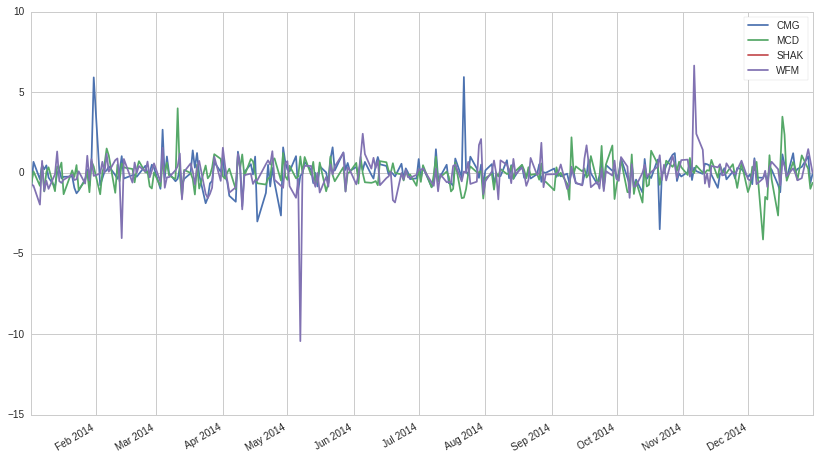 10
CMG
MCD
SHAK
WFM
5
0
−5
−10
−15
Feb 2014
Mar 2014
Apr 2014
May 2014
Jun 2014
Jul 2014
Aug 2014
Sep 2014
Oct 2014
Nov 2014
Dec 2014